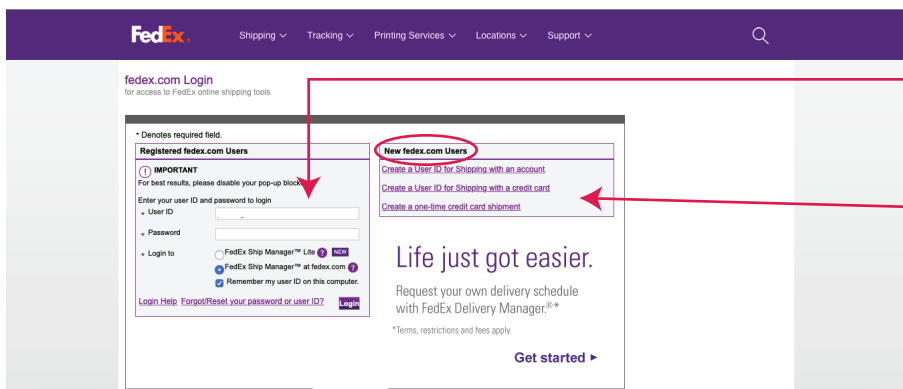 FedEx. Shipping Tracking Printing Services Locations Support
fedex.com Login
for access to FedEx online shipping tools
* Denotes required field.
Registered fedex.com Users
! IMPORTANT
For best results, please disable your pop-up block
Enter your user ID and password to login
* User ID
* Password
* Login to
FedEx Ship Manager™ Lite ? NEW
FedEx Ship Manager™ at fedex.com ?
Remember my user ID on this computer.
Login Help Forgot/Reset your password or user ID? Login
New fedex.com Users
Create a User ID for Shipping with an account
Create a User ID for Shipping with a credit card
Create a one-time credit card shipment
Life just got easier.
Request your own delivery schedule
with FedEx Delivery Manager.®*
*Terms, restrictions and fees apply.
Get started ►